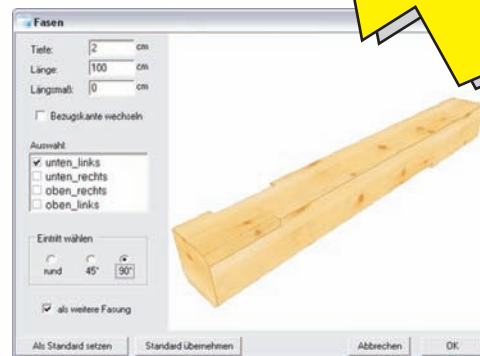 Fasen
Tiefe: 2 cm
Länge: 100 cm
Längsmaß: 0 cm
Bezugskante wechseln
Auswahl:
unten_links
unten_rechts
oben_rechts
oben_links
Eintritt wählen
rund 45° 90°
als weitere Fasung
Als Standard setzen Standard übernehmen Abbrechen OK